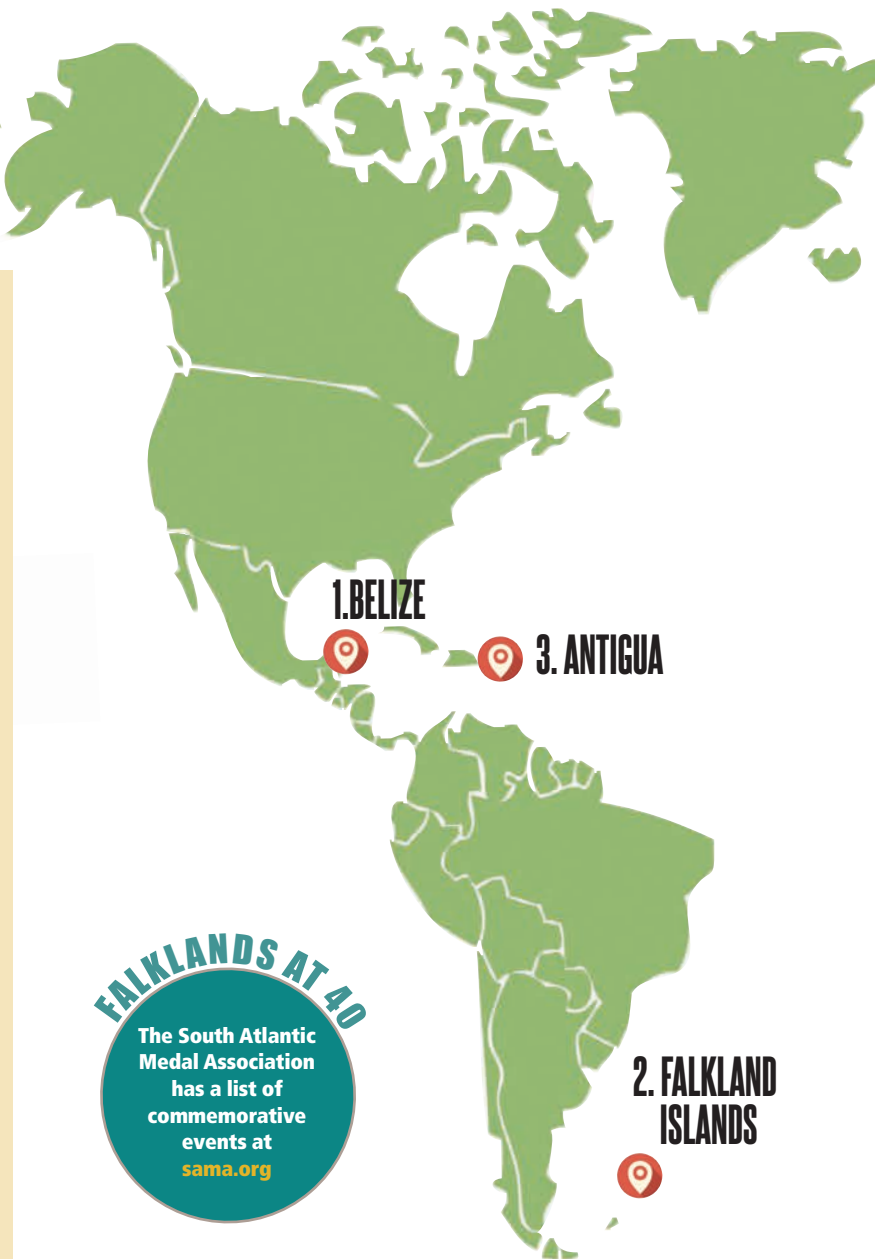 1.BELIZE
3. ANTIGUA
FALKLANDS AT 40
The South Atlantic
Medal Association
has a list of
commemorative
events at
sama.org
2. FALKLAND
ISLANDS